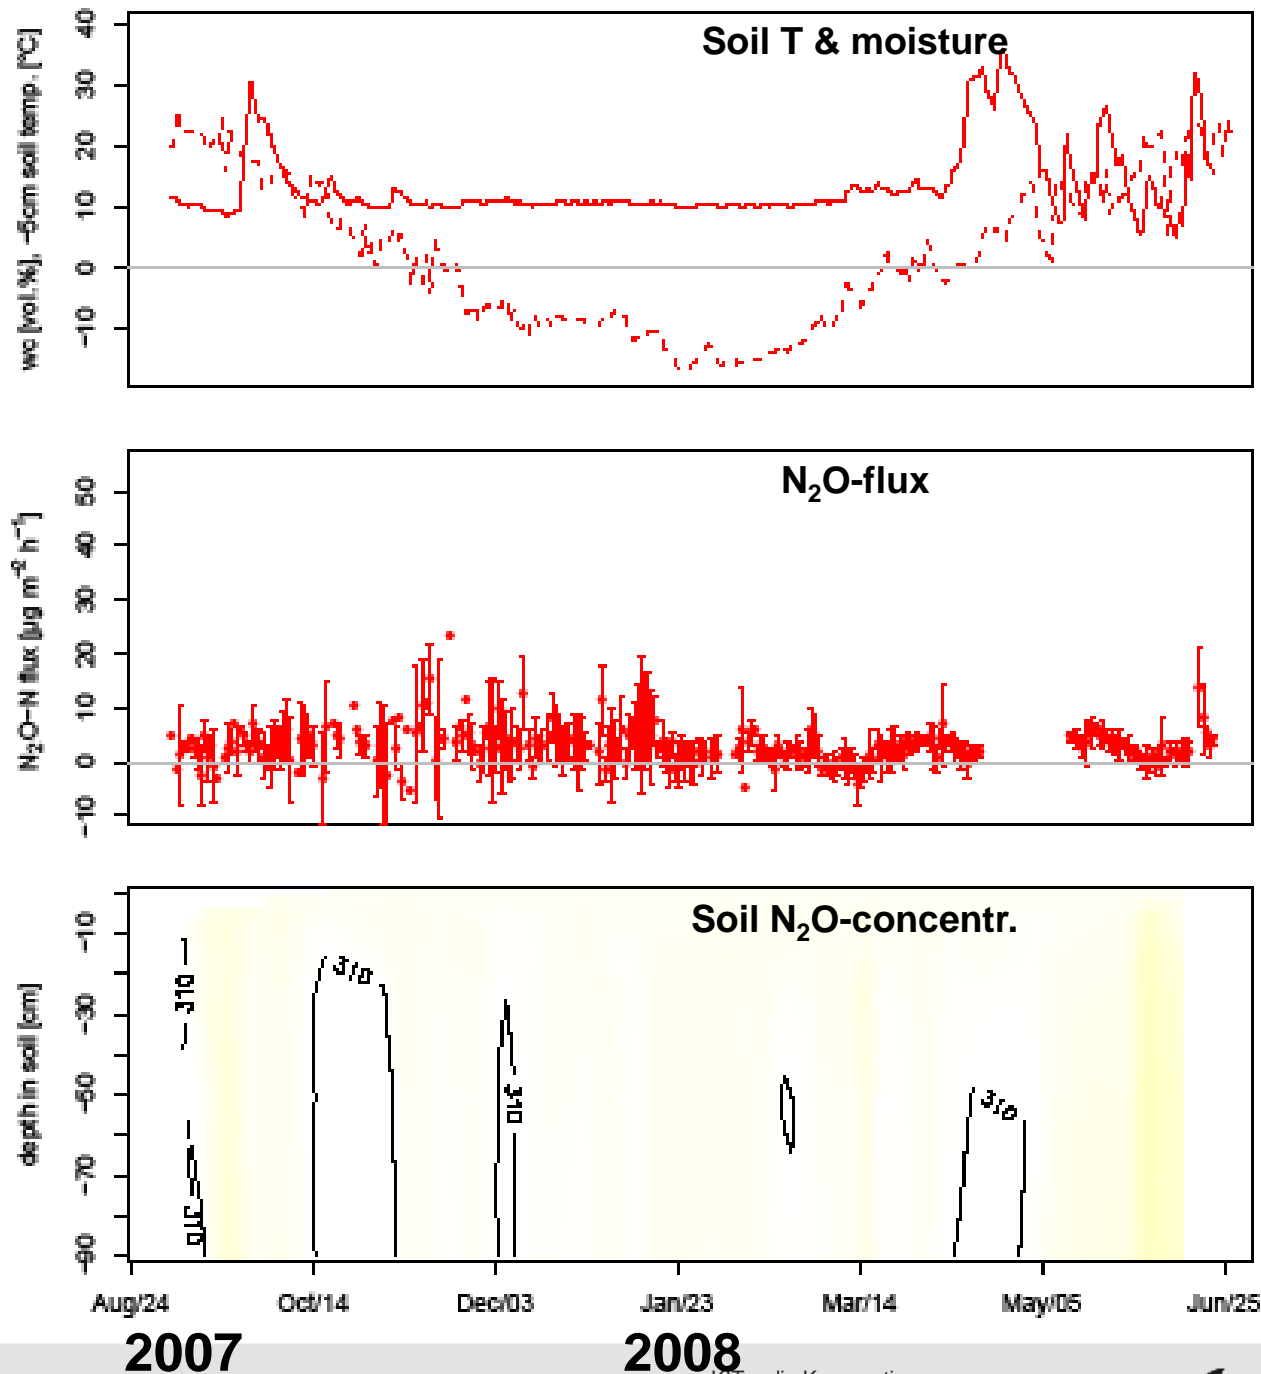 Soil T & moisture
wc [vol.%], -5cm soil temp. [°C]
40
30
20
10
0
-10
N₂O-flux
N₂O-N flux [µg m⁻² h⁻¹]
50
40
30
20
10
0
-10
Soil N₂O-concentr.
depth in soil [cm]
-10
-30
-50
-70
-90
310
310
310
310
310
Aug/24
Oct/14
Dec/03
Jan/23
Mar/14
May/05
Jun/25
2007
2008